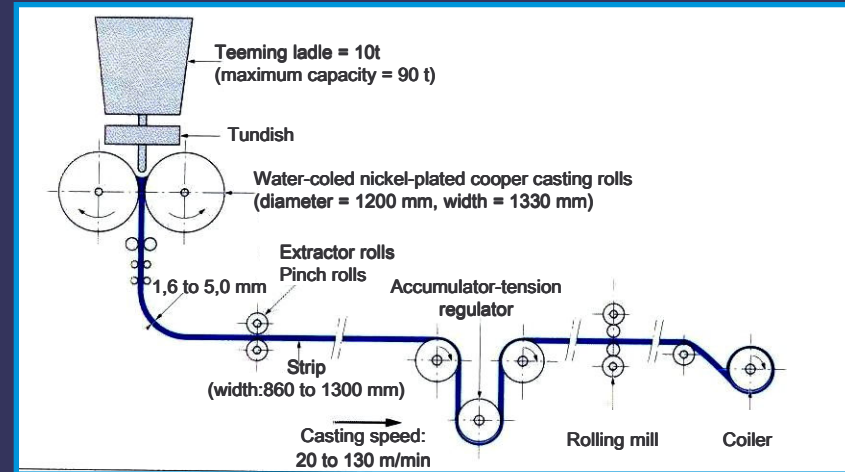 Teeming ladle = 10t
(maximum capacity = 90 t)
Tundish
Water-coled nickel-plated cooper casting rolls
(diameter = 1200 mm, width = 1330 mm)
Extractor rolls
Pinch rolls
1,6 to 5,0 mm
Accumulator-tension
regulator
Strip
(width:860 to 1300 mm)
Casting speed:
20 to 130 m/min
Rolling mill
Coiler